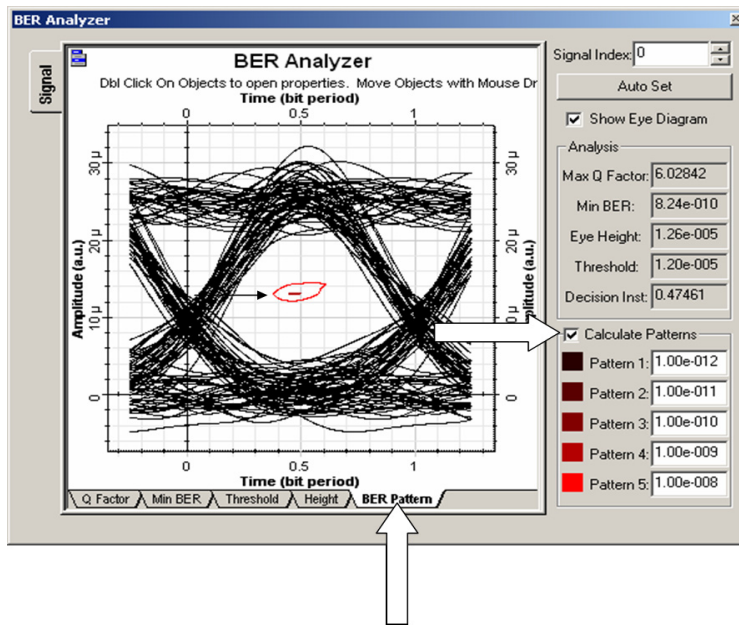 BER Analyzer
Signal
BER Analyzer
Dbl Click On Objects to open properties. Move Objects with Mouse Dr
Time (bit period)
0 0.5 1
Amplitude (a.u.)
30 µ
20 µ
10 µ
0
Amplitude (a.u.)
30 µ
20 µ
0
0 0.5 1
Time (bit period)
Q Factor Min BER Threshold Height BER Pattern
Signal Index: 0
Auto Set
Show Eye Diagram
Analysis
Max Q Factor: 6.02842
Min BER: 8.24e-010
Eye Height: 1.26e-005
Threshold: 1.20e-005
Decision Inst: 0.47461
Calculate Patterns
Pattern 1: 1.00e-012
Pattern 2: 1.00e-011
Pattern 3: 1.00e-010
Pattern 4: 1.00e-009
Pattern 5: 1.00e-008